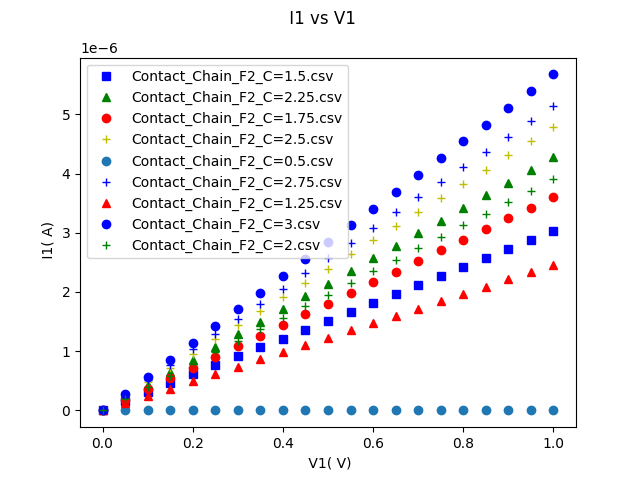 I1 vs V1
1e−6
Contact_Chain_F2_C=1.5.csv
Contact_Chain_F2_C=2.25.csv
Contact_Chain_F2_C=1.75.csv
Contact_Chain_F2_C=2.5.csv
Contact_Chain_F2_C=0.5.csv
Contact_Chain_F2_C=2.75.csv
Contact_Chain_F2_C=1.25.csv
Contact_Chain_F2_C=3.csv
Contact_Chain_F2_C=2.csv
5
4
3
2
1
0
I1( A)
0.0 0.2 0.4 0.6 0.8 1.0
V1( V)